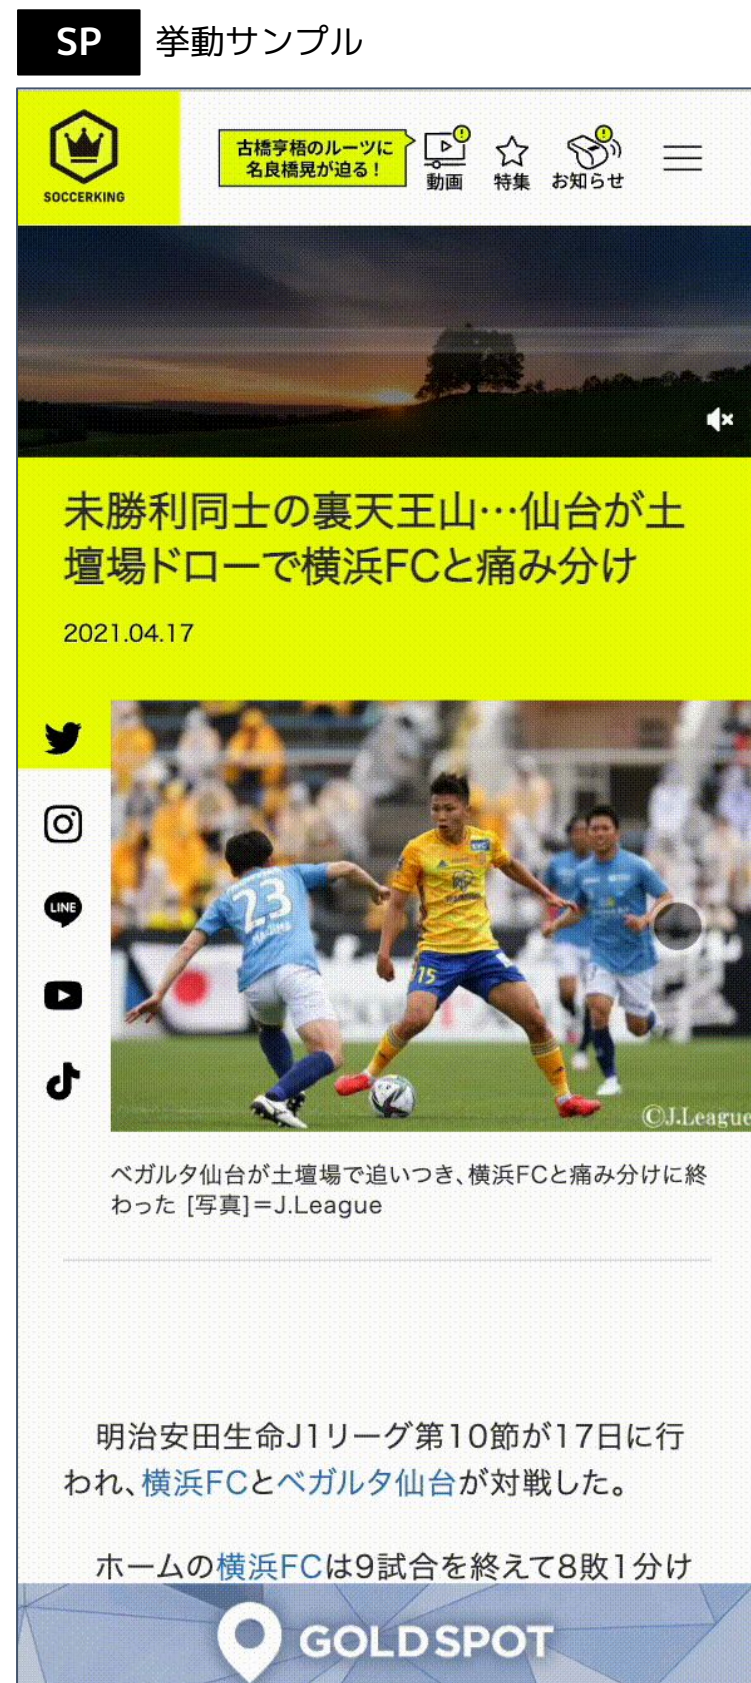 SP 挙動サンプル
SOCCERKING
古橋亨梧のルーツに
名良橋晃が迫る！
動画 特集 お知らせ
未勝利同士の裏天王山…仙台が土
壇場ドローで横浜FCと痛み分け
2021.04.17
LINE
23
15
©J.League
ベガルタ仙台が土壇場で追いつき、横浜FCと痛み分けに終
わった [写真]＝J.League
明治安田生命J1リーグ第10節が17日に行
われ、横浜FCとベガルタ仙台が対戦した。
ホームの横浜FCは9試合を終えて8敗1分け
GOLDSPOT